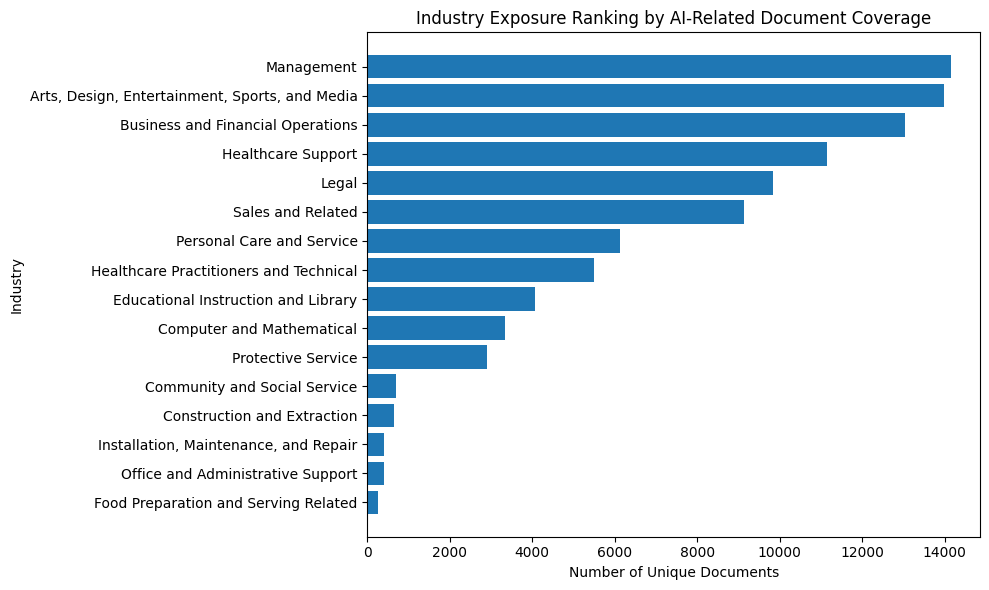 Industry Exposure Ranking by AI-Related Document Coverage
Industry
Management
Arts, Design, Entertainment, Sports, and Media
Business and Financial Operations
Healthcare Support
Legal
Sales and Related
Personal Care and Service
Healthcare Practitioners and Technical
Educational Instruction and Library
Computer and Mathematical
Protective Service
Community and Social Service
Construction and Extraction
Installation, Maintenance, and Repair
Office and Administrative Support
Food Preparation and Serving Related
0 2000 4000 6000 8000 10000 12000 14000
Number of Unique Documents